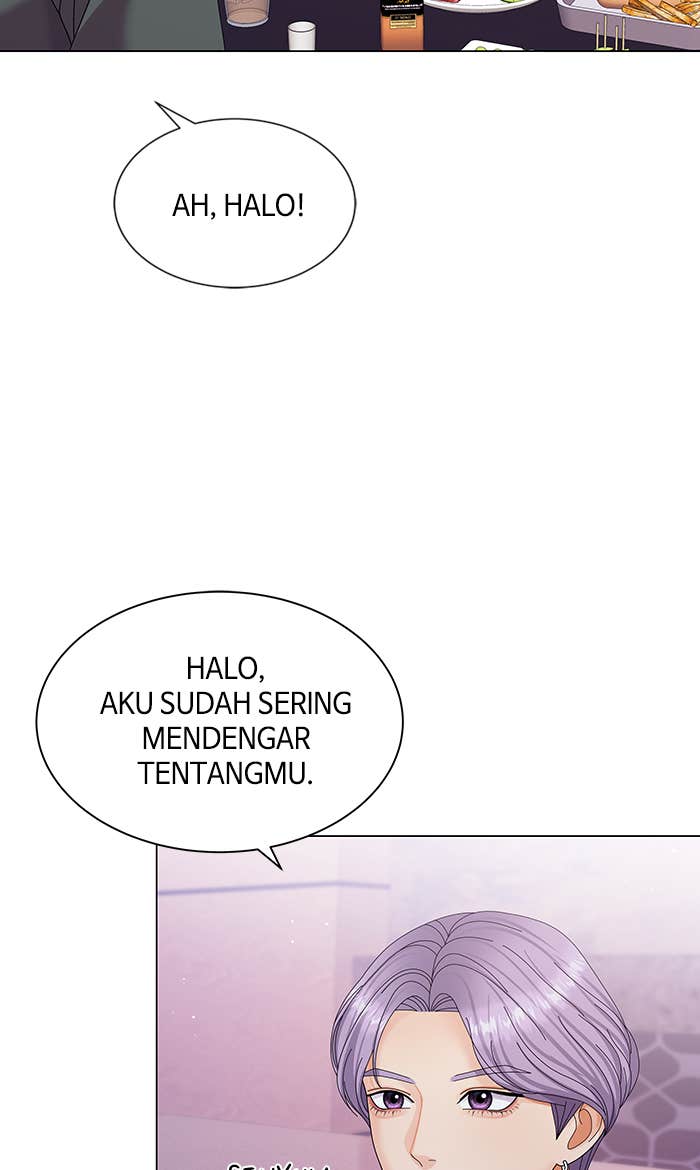 AH, HALO!
HALO,
AKU SUDAH SERING
MENDENGAR
TENTANGMU.